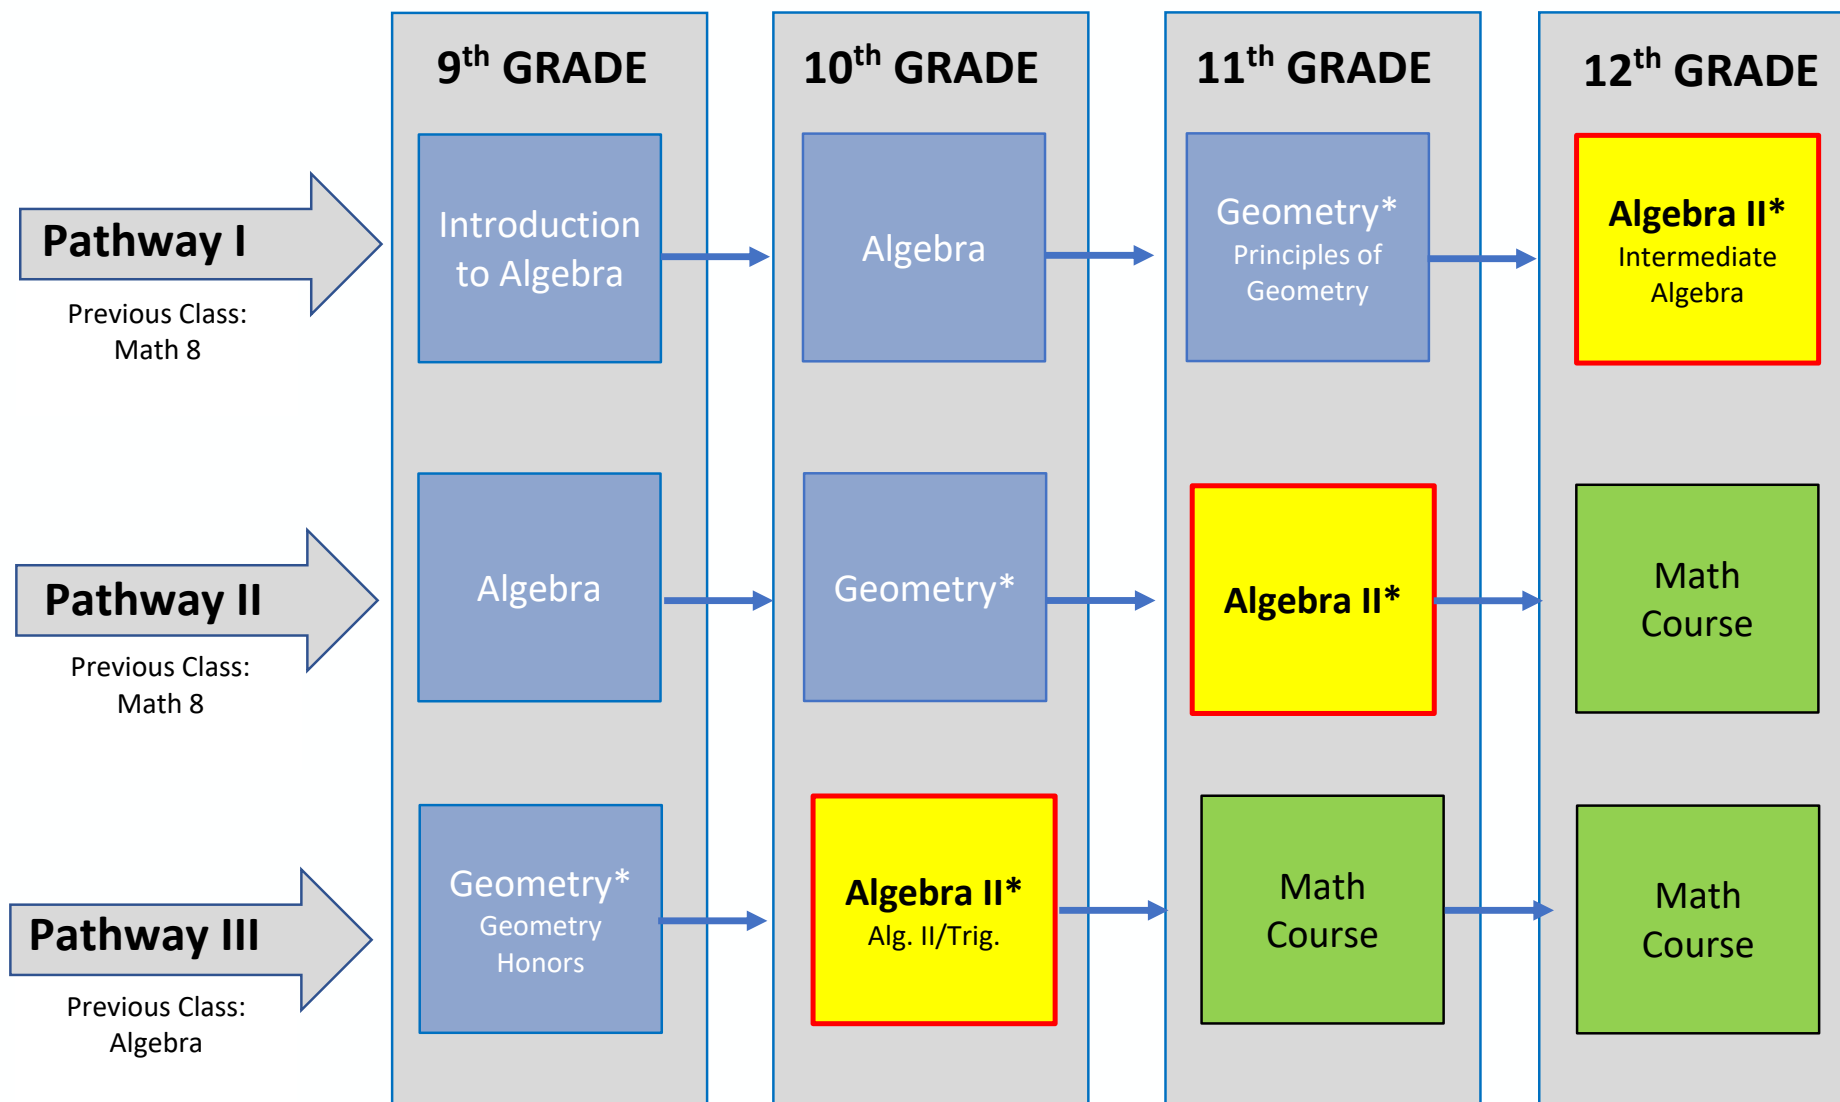 9th GRADE
10th GRADE
11th GRADE
12th GRADE
Pathway I
Previous Class:
Math 8
Introduction
to Algebra
Algebra
Geometry*
Principles of
Geometry
Algebra II*
Intermediate
Algebra
Pathway II
Previous Class:
Math 8
Algebra
Geometry*
Algebra II*
Math
Course
Pathway III
Previous Class:
Algebra
Geometry*
Geometry
Honors
Algebra II*
Alg. II/Trig.
Math
Course
Math
Course